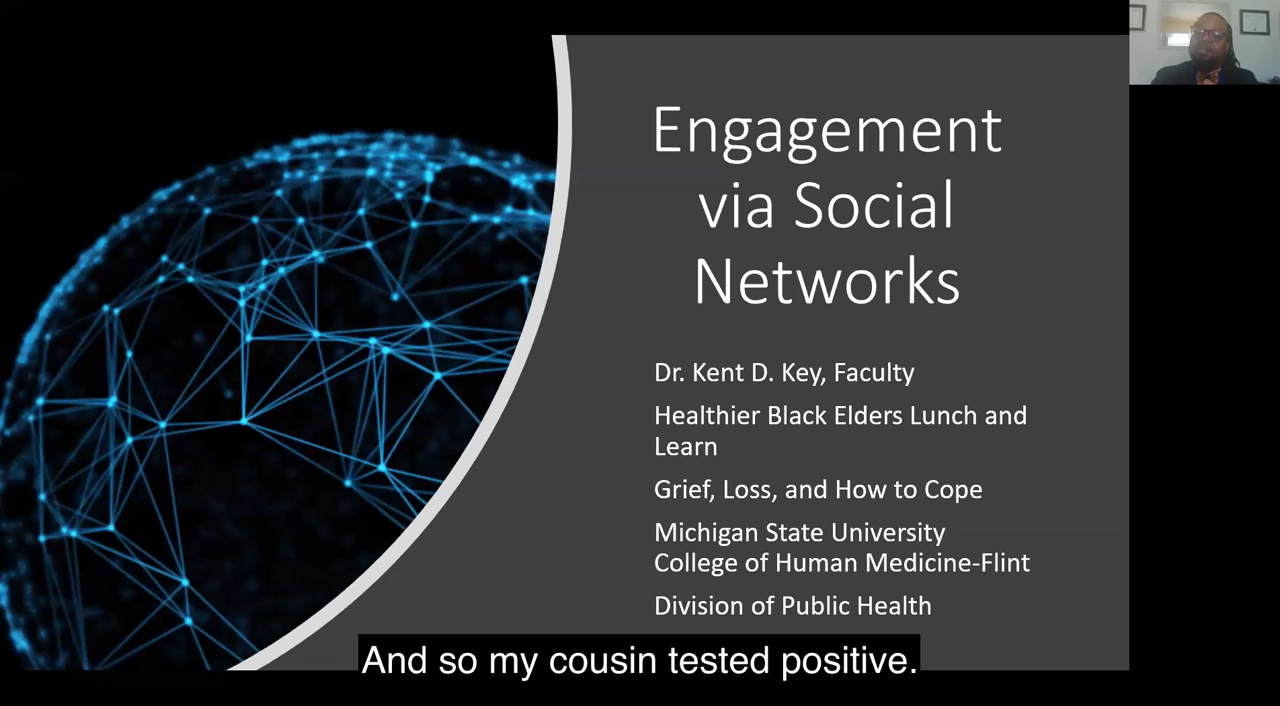 Engagement
via Social
Networks
Dr. Kent D. Key, Faculty
Healthier Black Elders Lunch and
Learn
Grief, Loss, and How to Cope
Michigan State University
College of Human Medicine-Flint
Division of Public Health
And so my cousin tested positive.